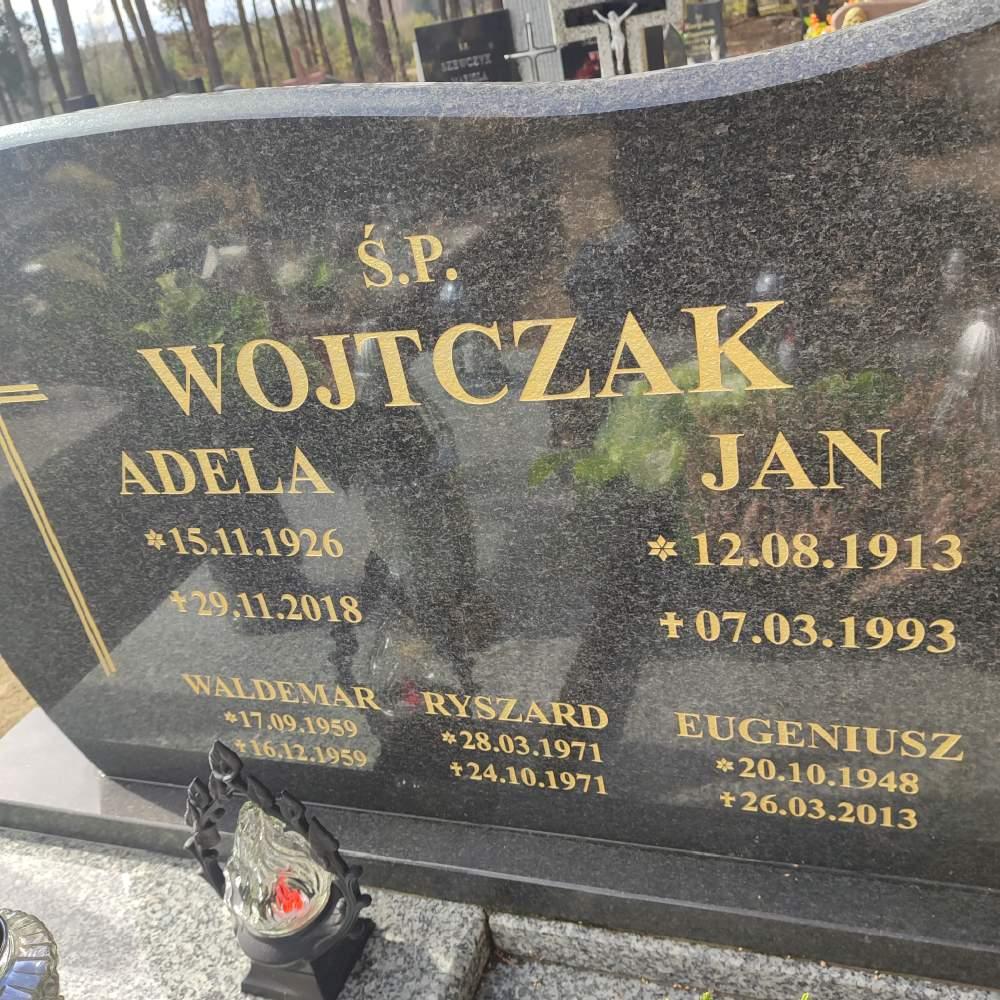 Ś.P.
SZEWCZYK
WOJTCZAK
ADELA
*15.11.1926
✝29.11.2018
JAN
* 12.08.1913
✝ 07.03.1993
WALDEMAR
*17.09.1959
✝16.12.1959
RYSZARD
*28.03.1971
✝24.10.1971
EUGENIUSZ
*20.10.1948
✝26.03.2013